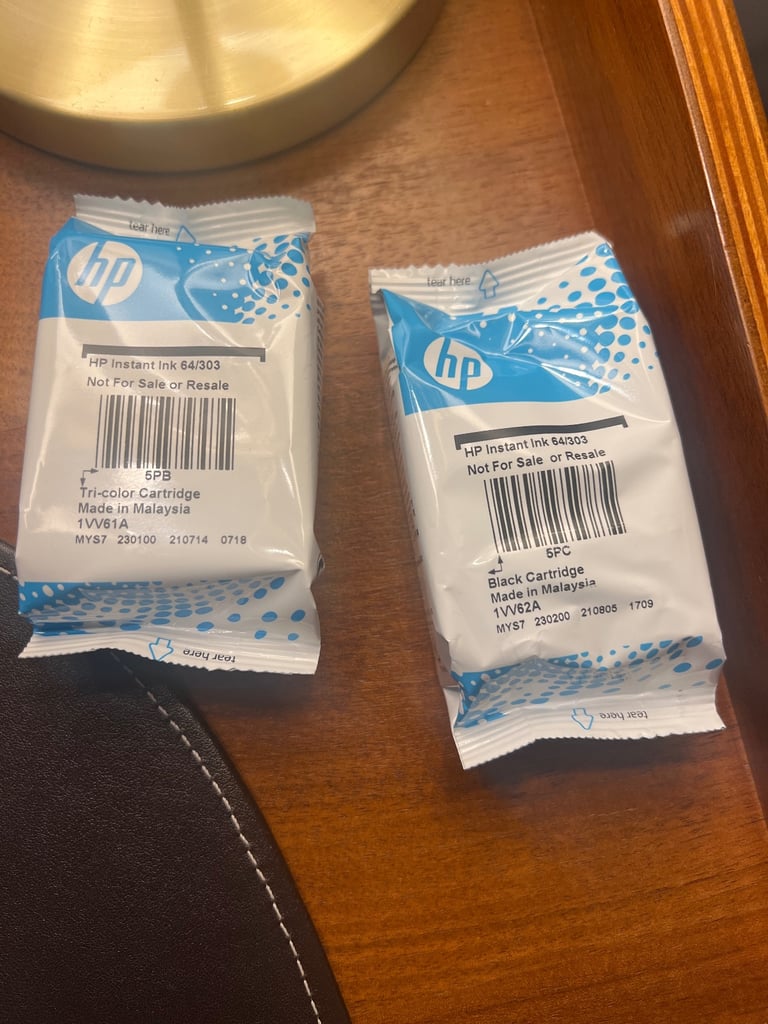 tear here
hp
HP Instant Ink 64/303
Not For Sale or Resale
5PB
Tri-color Cartridge
Made in Malaysia
1VV61A
MYS7 230100 210714 0718
tear here
tear here
hp
HP Instant Ink 64/303
Not For Sale or Resale
5PC
Black Cartridge
Made in Malaysia
1VV62A
MYS7 230200 210805 1709
tear here